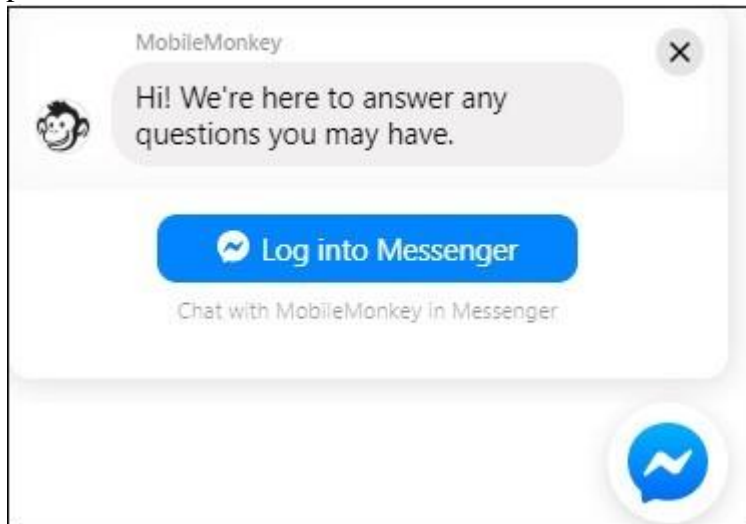 MobileMonkey
Hi! We're here to answer any
questions you may have.
Log into Messenger
Chat with MobileMonkey in Messenger